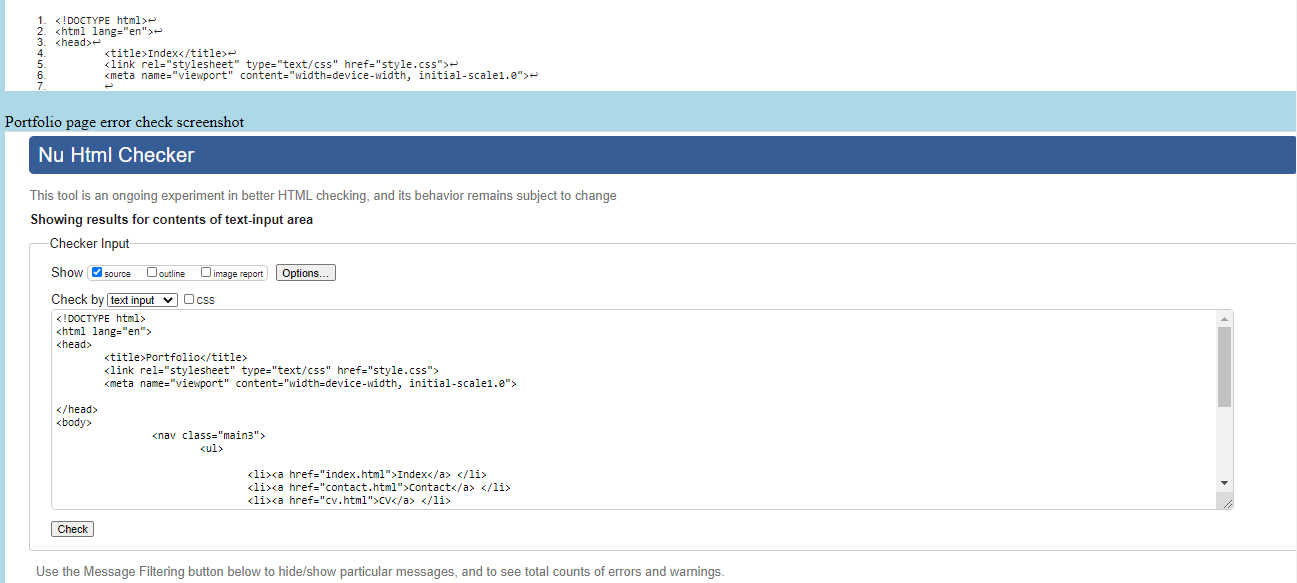 1. <!DOCTYPE html>↩
2. <html lang="en">↩
3. <head>↩
4. <title>Index</title>↩
5. <link rel="stylesheet" type="text/css" href="style.css">↩
6. <meta name="viewport" content="width=device-width, initial-scale1.0">↩
7. ↩
Portfolio page error check screenshot
Nu Html Checker
This tool is an ongoing experiment in better HTML checking, and its behavior remains subject to change
Showing results for contents of text-input area
Checker Input
Show source outline image report Options...
Check by text input css
<!DOCTYPE html>
<html lang="en">
<head>
<title>Portfolio</title>
<link rel="stylesheet" type="text/css" href="style.css">
<meta name="viewport" content="width=device-width, initial-scale1.0">
</head>
<body>
<nav class="main3">
<ul>
<li><a href="index.html">Index</a> </li>
<li><a href="contact.html">Contact</a> </li>
<li><a href="cv.html">CV</a> </li>
Check
Use the Message Filtering button below to hide/show particular messages, and to see total counts of errors and warnings.